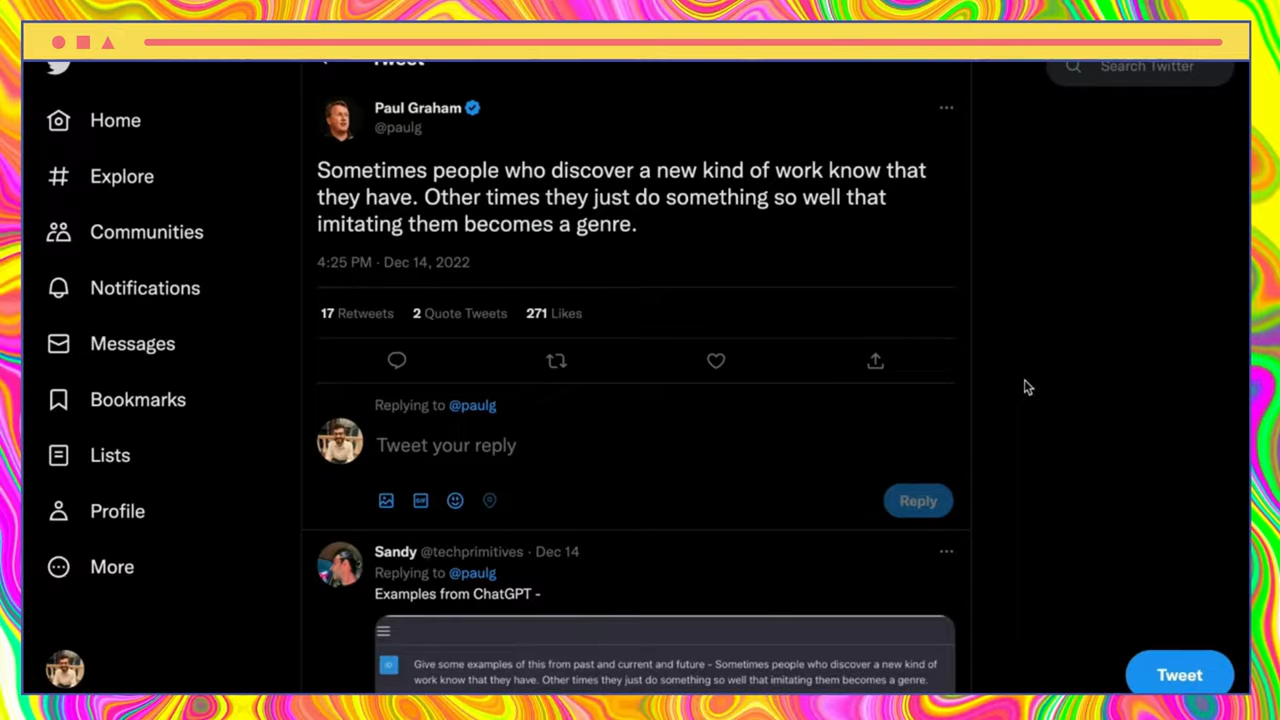 Tweet
Search Twitter
Home
Explore
Communities
Notifications
Messages
Bookmarks
Lists
Profile
More
Paul Graham
@paulg
Sometimes people who discover a new kind of work know that
they have. Other times they just do something so well that
imitating them becomes a genre.
4:25 PM · Dec 14, 2022
17 Retweets 2 Quote Tweets 271 Likes
Replying to @paulg
Tweet your reply
GIF
Reply
Sandy @techprimitives · Dec 14
Replying to @paulg
Examples from ChatGPT -
Give some examples of this from past and current and future - Sometimes people who discover a new kind of
work know that they have. Other times they just do something so well that imitating them becomes a genre.
Tweet